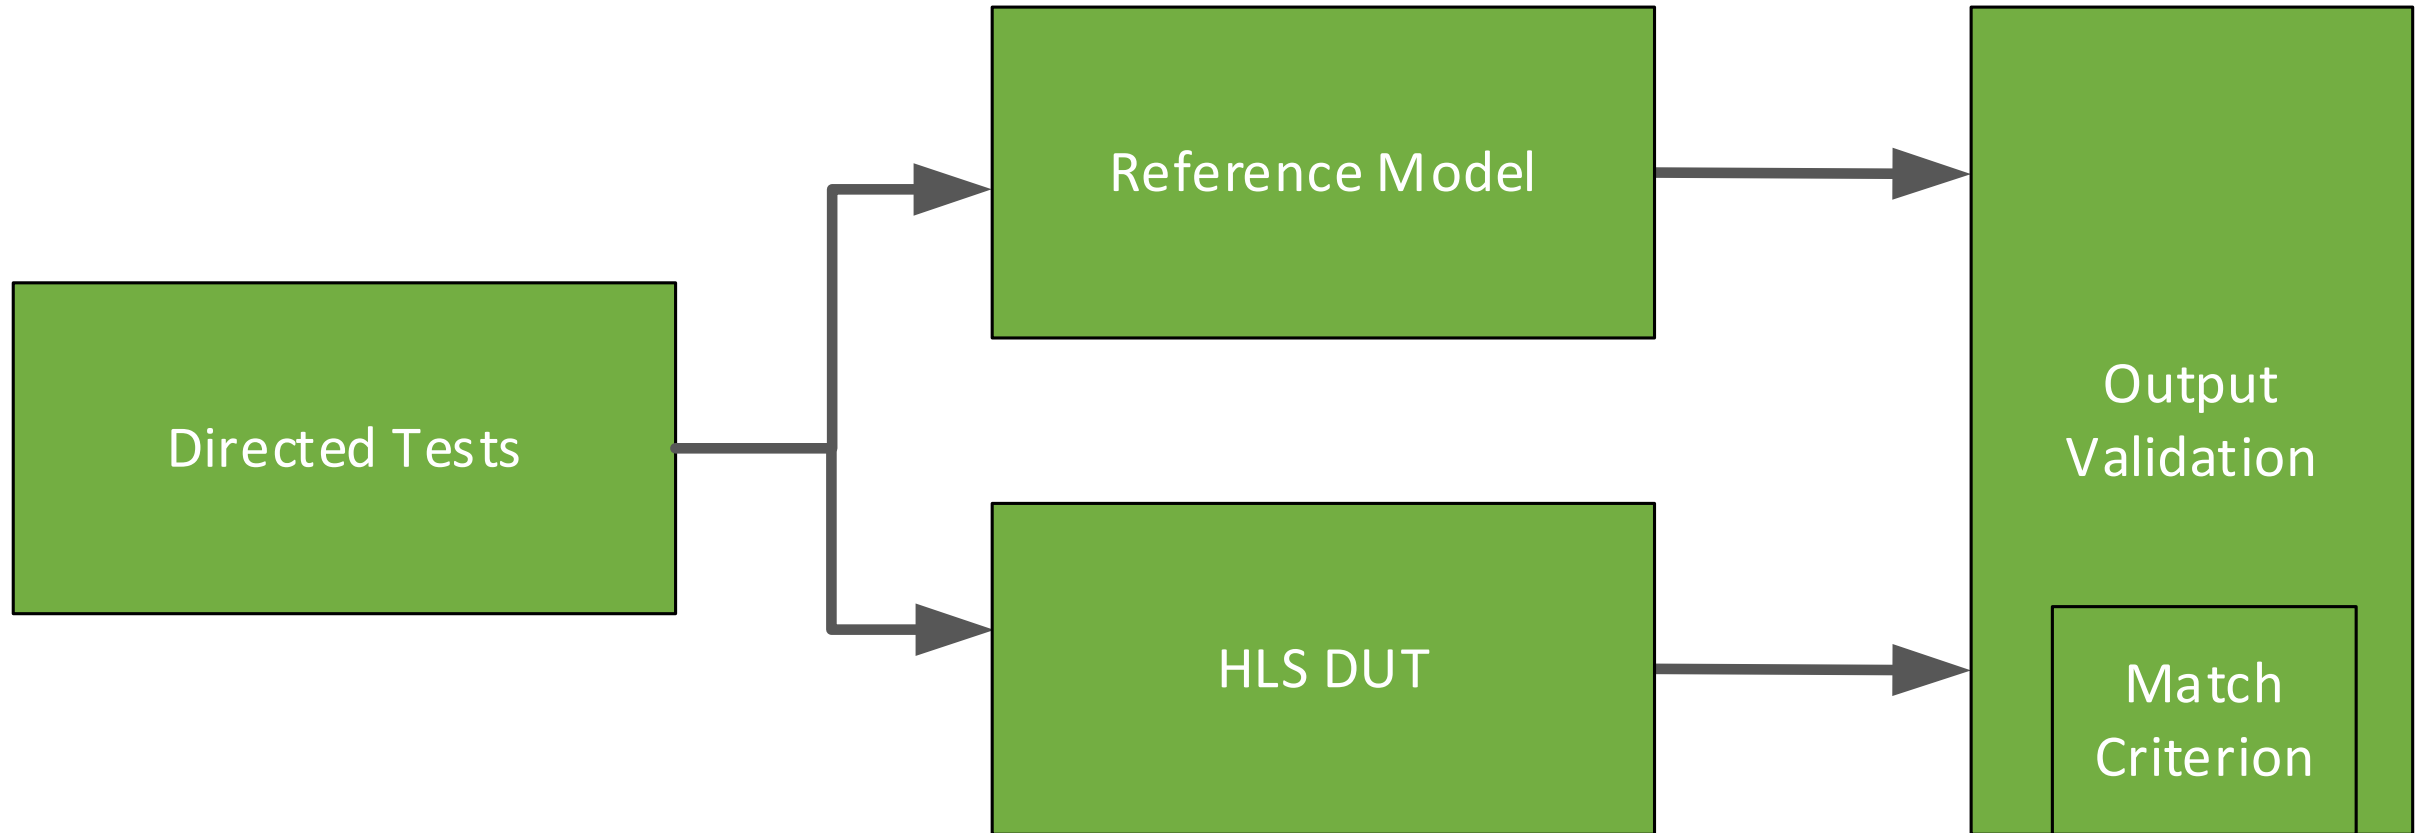 Directed Tests
Reference Model
HLS DUT
Output
Validation
Match
Criterion